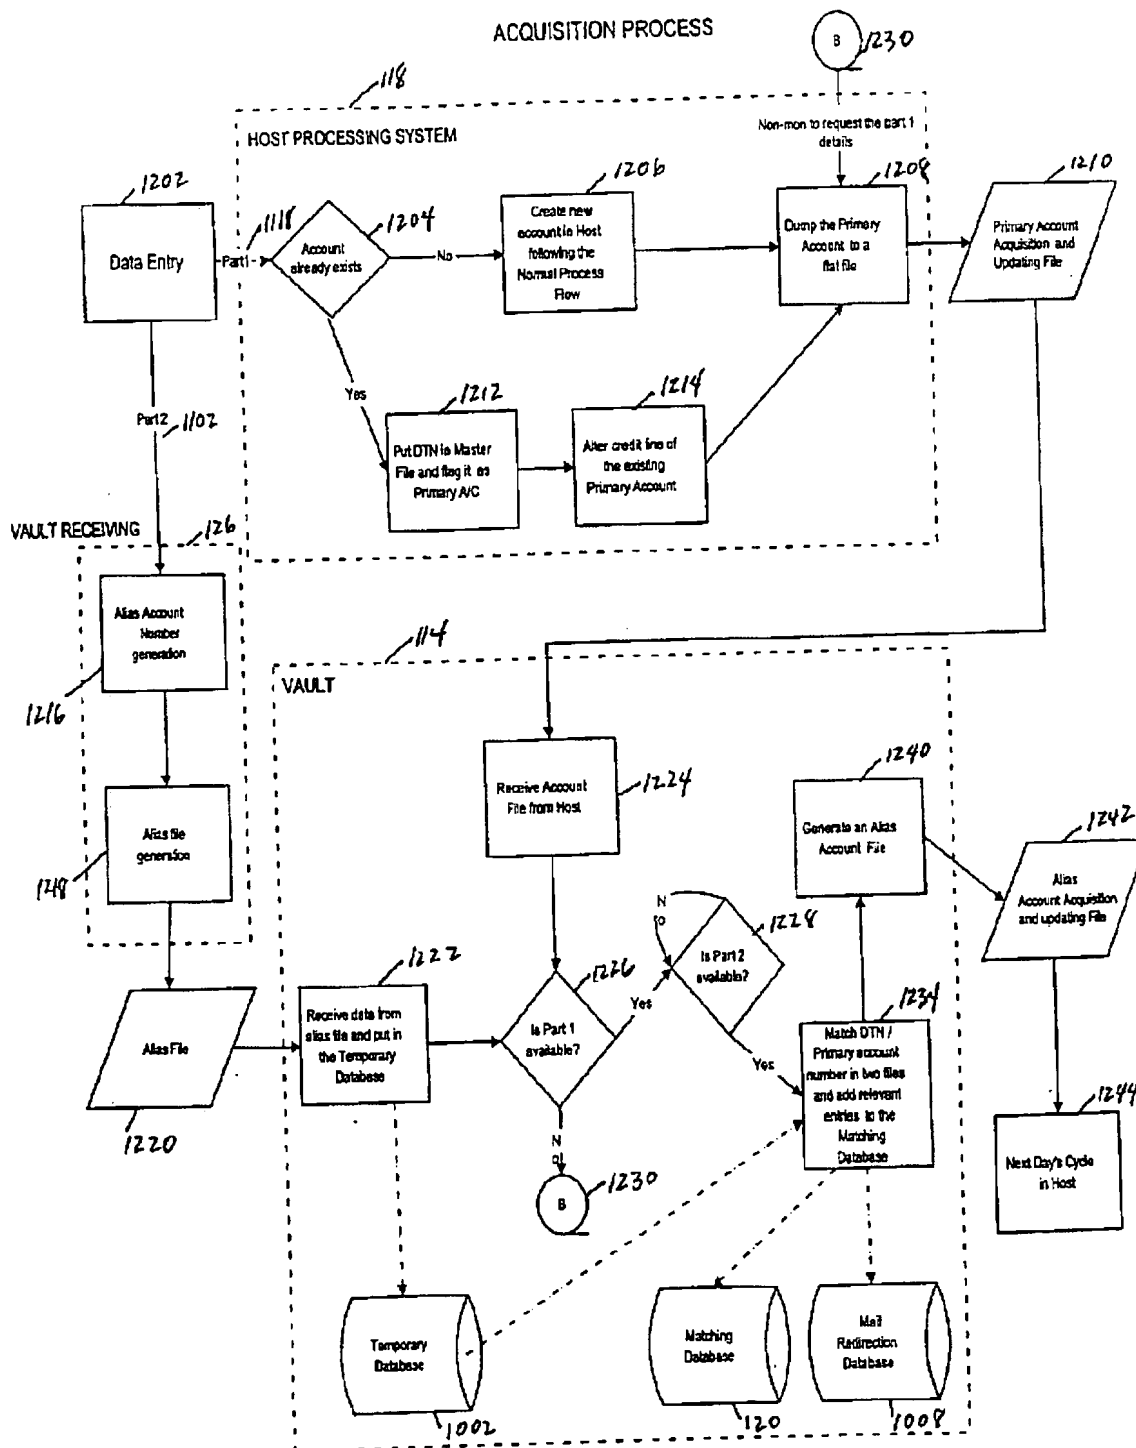 ACQUISITION PROCESS
B
1230
118
HOST PROCESSING SYSTEM
Non-mon to request the part 1
details
1202
Data Entry
1118
Part1
1204
Account
already exists
No
1206
Create new
account in Host
following the
Normal Process
Flow
1208
Dump the Primary
Account to a
flat file
1210
Primary Account
Acquisition and
Updating File
Yes
1212
Put DTN in Master
File and flag it as
Primary A/C
1214
Alter credit line of
the existing
Primary Account
Part2
1102
VAULT RECEIVING
126
Alias Account
Number
generation
1216
Alias file
generation
1218
Alias File
1220
114
VAULT
Receive Account
File from Host
1224
1240
Generate an Alias
Account File
1242
Alias
Account Acquisition
and updating File
1222
Receive data from
alias file and put in
the Temporary
Database
1226
Is Part 1
available?
Yes
No
1228
Is Part 2
available?
Yes
1234
Match DTN /
Primary account
number in two files
and add relevant
entries to the
Matching
Database
1244
Next Day's Cycle
in Host
No
B
1230
Temporary
Database
1002
Matching
Database
120
Mail
Redirection
Database
1008